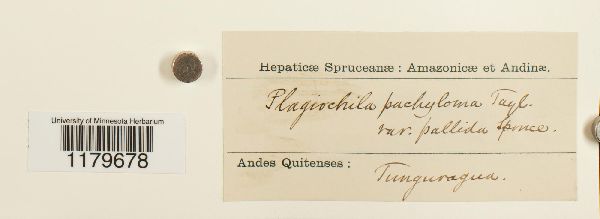 University of Minnesota Herbarium
1179678
Hepaticæ Spruceanæ: Amazonicæ et Andinæ.
Plagiochila pachyloma Tayl.
var. pallida Spruce.
Andes Quitenses:
Tunguragua.